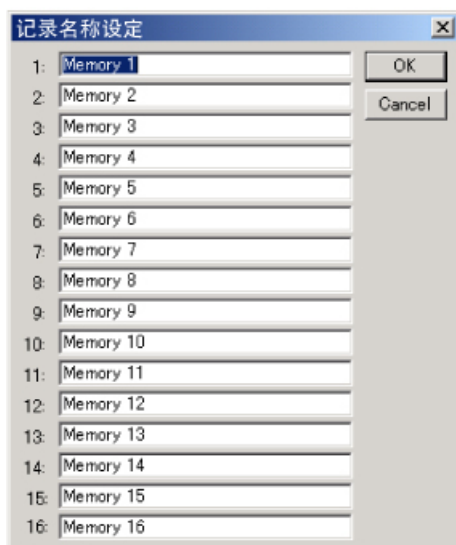 记录名称设定
1: Memory 1
OK
2: Memory 2
Cancel
3: Memory 3
4: Memory 4
5: Memory 5
6: Memory 6
7: Memory 7
8: Memory 8
9: Memory 9
10: Memory 10
11: Memory 11
12: Memory 12
13: Memory 13
14: Memory 14
15: Memory 15
16: Memory 16